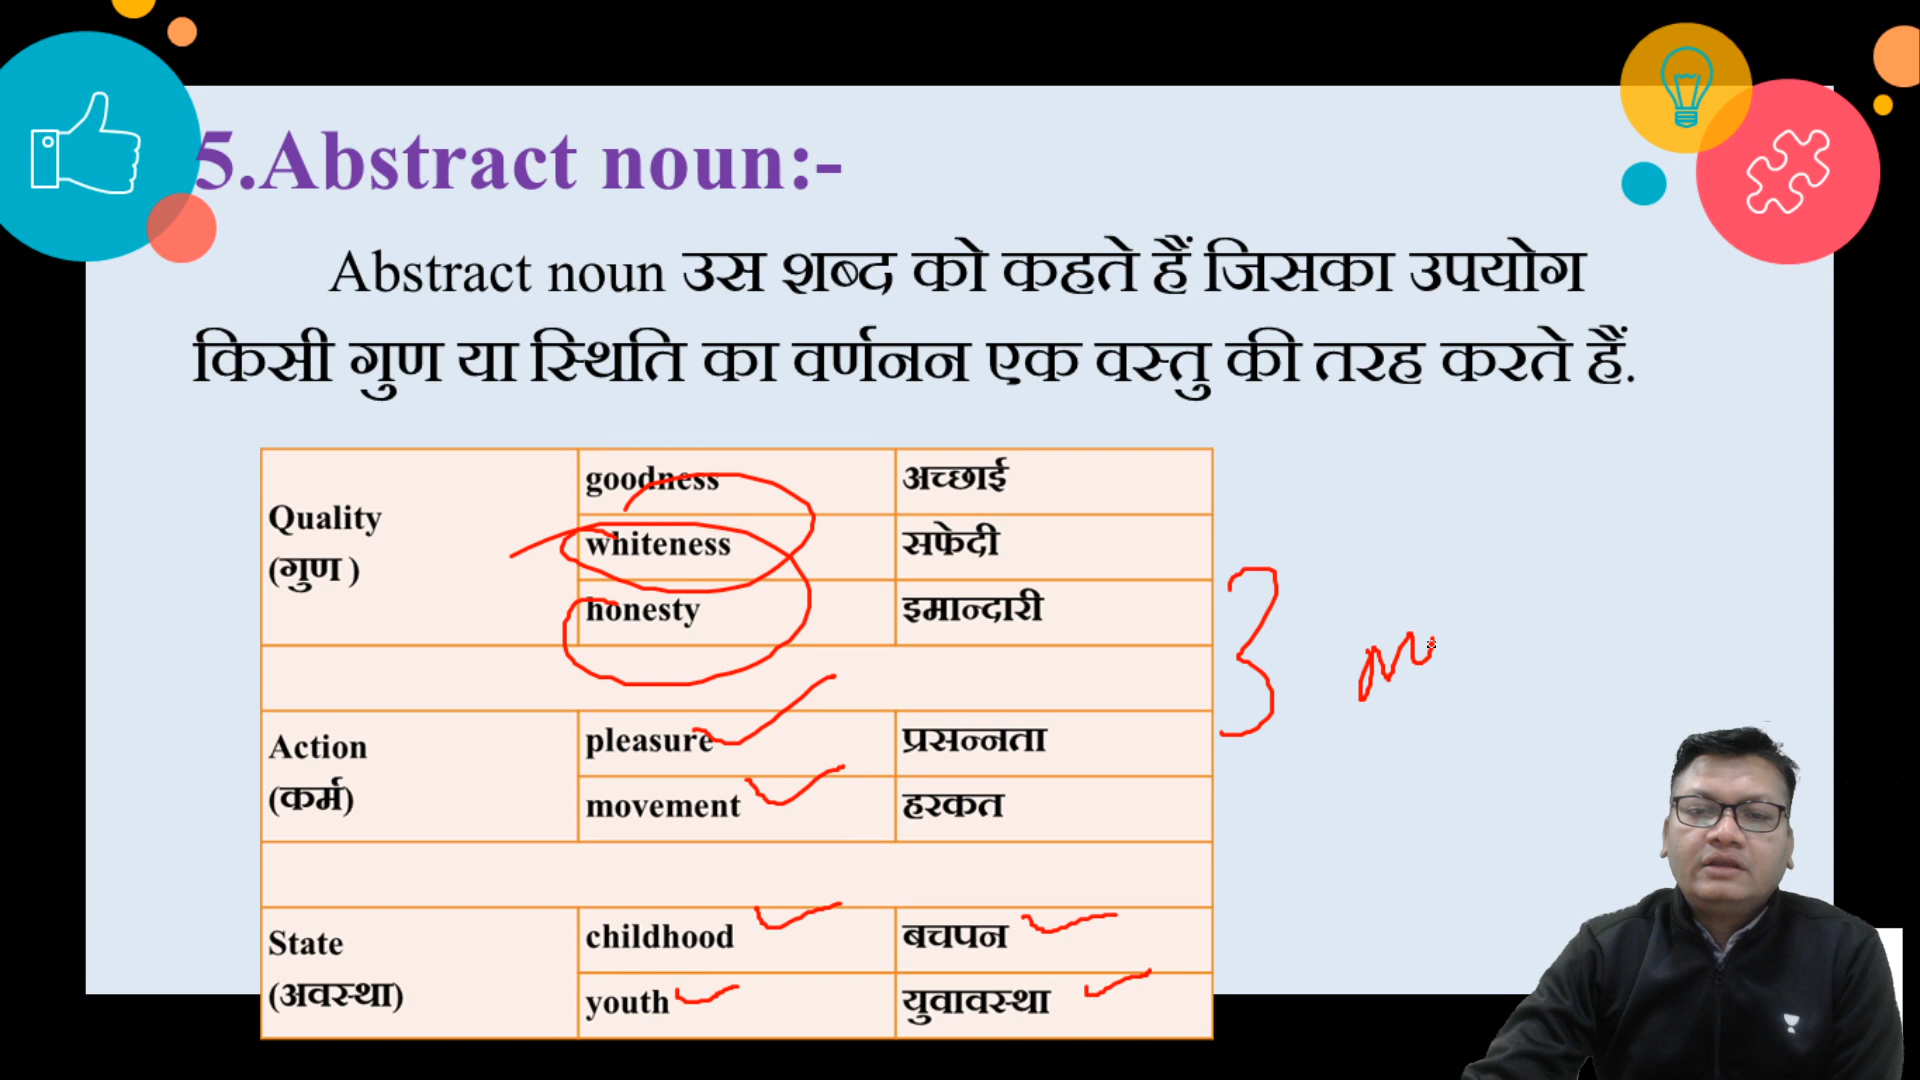 5.Abstract noun:-
Abstract noun उस शब्द को कहते हैं जिसका उपयोग
किसी गुण या स्थिति का वर्णनन एक वस्तु की तरह करते हैं.
Quality
(गुण )
goodness
अच्छाई
whiteness
सफेदी
honesty
इमान्दारी
Action
(कर्म)
pleasure
प्रसन्नता
movement
हरकत
State
(अवस्था)
childhood
बचपन
youth
युवावस्था